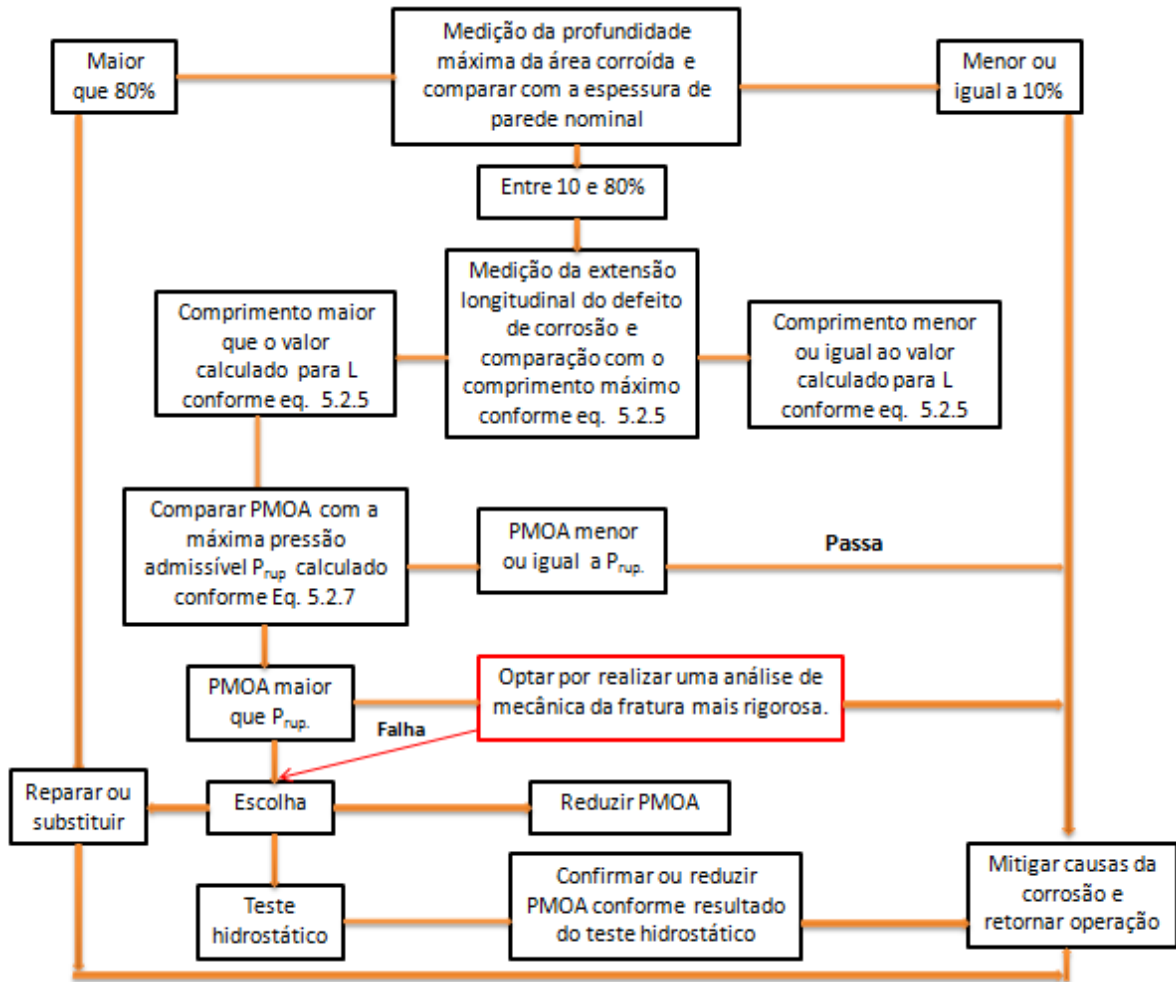 Medição da profundidade
máxima da área corroída e
comparar com a espessura de
parede nominal
Maior
que 80%
Menor ou
igual a 10%
Entre 10 e 80%
Medição da extensão
longitudinal do defeito
de corrosão e
comparação com o
comprimento máximo
conforme eq. 5.2.5
Comprimento maior
que o valor
calculado para L
conforme eq. 5.2.5
Comprimento menor
ou igual ao valor
calculado para L
conforme eq. 5.2.5
Comparar PMOA com a
máxima pressão
admissível Prup calculado
conforme Eq. 5.2.7
PMOA menor
ou igual a Prup.
Passa
PMOA maior
que Prup.
Optar por realizar uma análise de
mecânica da fratura mais rigorosa.
Falha
Reparar ou
substituir
Escolha
Reduzir PMOA
Teste
hidrostático
Confirmar ou reduzir
PMOA conforme resultado
do teste hidrostático
Mitigar causas da
corrosão e
retornar operação